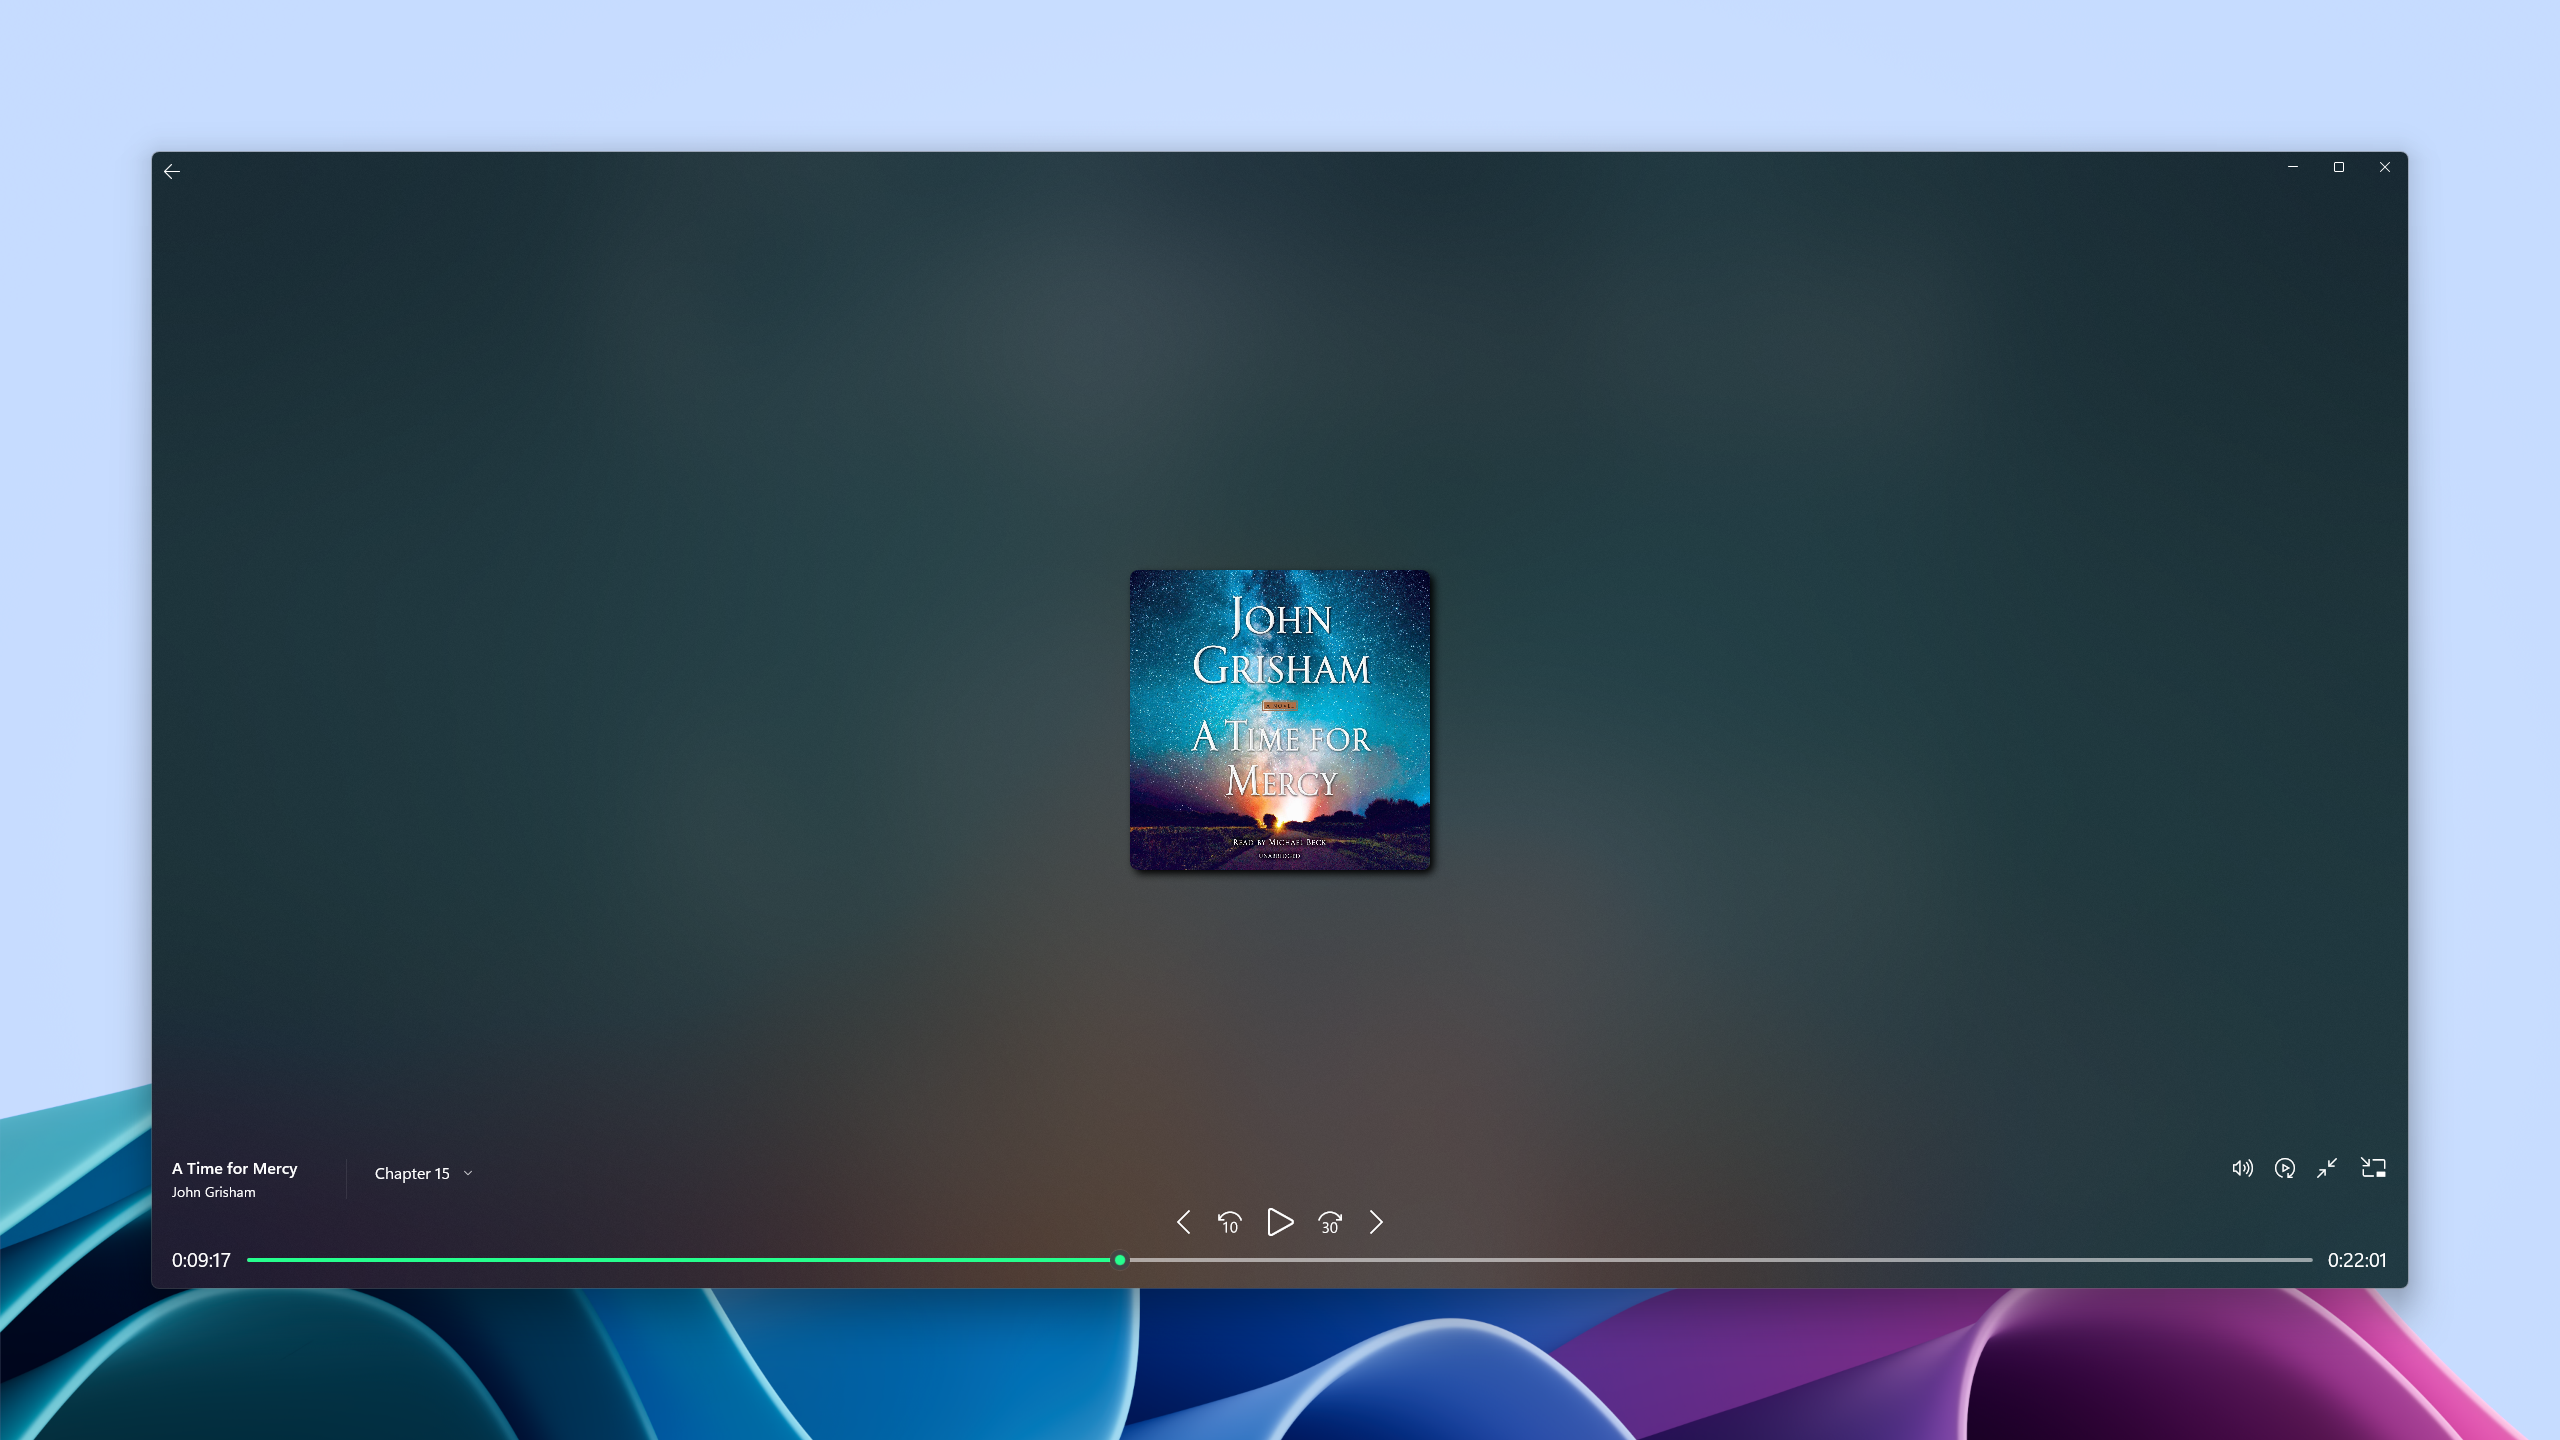 JOHN
GRISHAM
A NOVEL
A TIME FOR
MERCY
READ BY MICHAEL BECK
UNABRIDGED
A Time for Mercy
John Grisham
Chapter 15
10
30
0:09:17
0:22:01